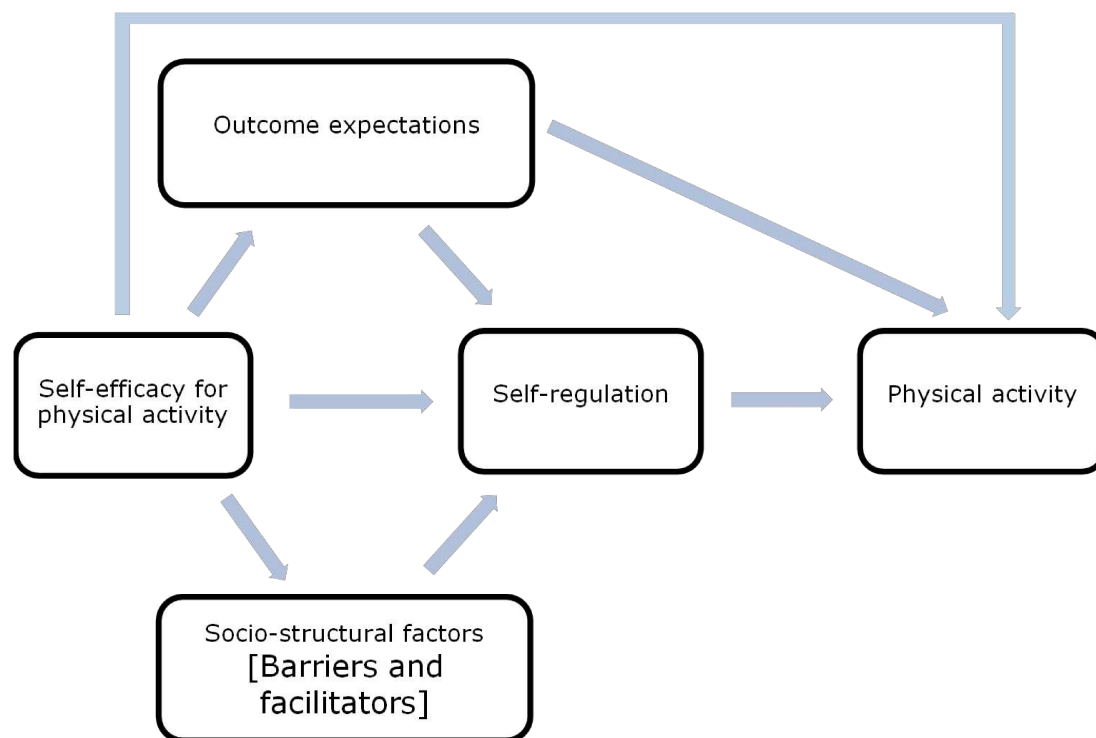 Outcome expectations
Self-efficacy for
physical activity
Self-regulation
Physical activity
Socio-structural factors
[Barriers and
facilitators]